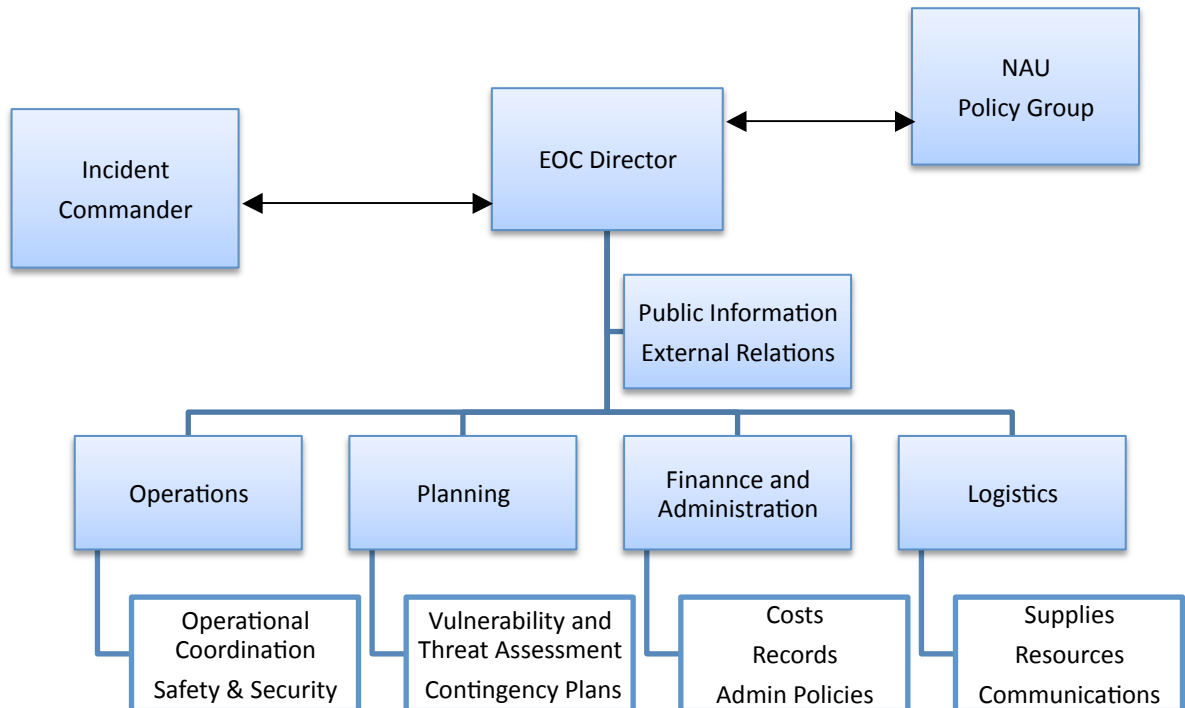 NAU
Policy Group
EOC Director
Incident
Commander
Public Information
External Relations
Operations
Planning
Finannce and
Administration
Logistics
Operational
Coordination
Safety & Security
Vulnerability and
Threat Assessment
Contingency Plans
Costs
Records
Admin Policies
Supplies
Resources
Communications